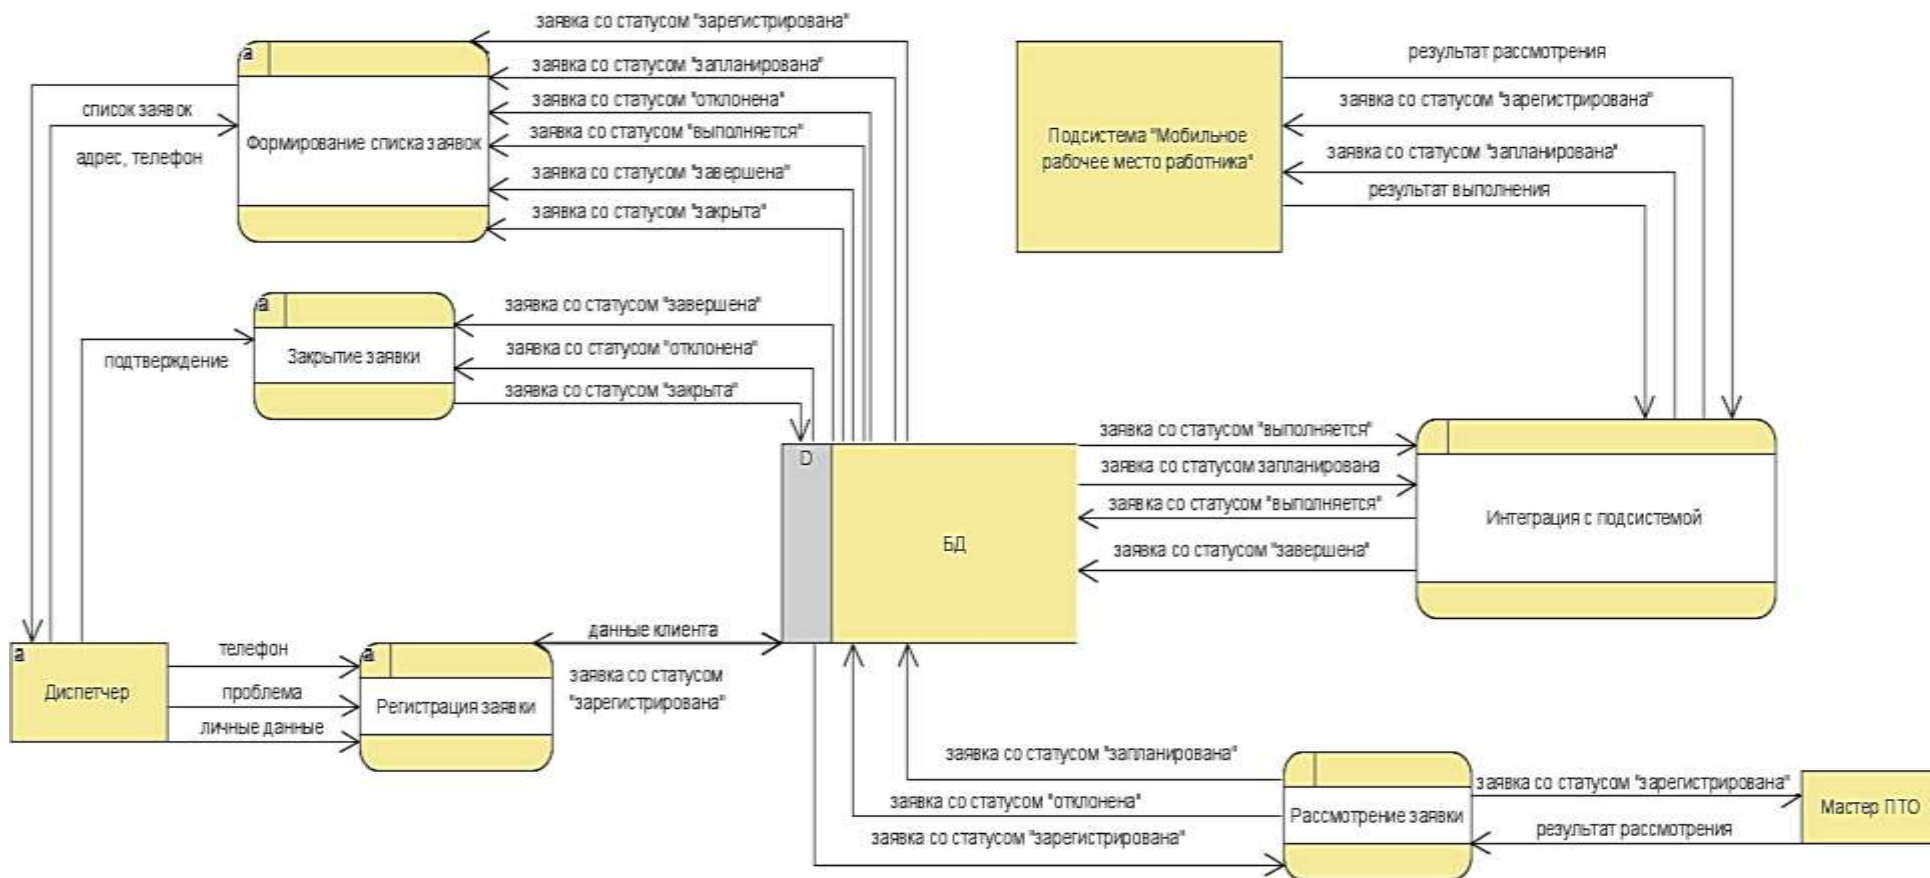 заявка со статусом "зарегистрирована"
a
заявка со статусом "запланирована"
заявка со статусом "отклонена"
список заявок
заявка со статусом "выполняется"
Формирование списка заявок
адрес, телефон
заявка со статусом "завершена"
заявка со статусом "закрыта"
результат рассмотрения
заявка со статусом "зарегистрирована"
Подсистема "Мобильное
рабочее место работника"
заявка со статусом "запланирована"
результат выполнения
a
заявка со статусом "завершена"
подтверждение
Закрытие заявки
заявка со статусом "отклонена"
заявка со статусом "закрыта"
D
БД
заявка со статусом "выполняется"
заявка со статусом запланирована
заявка со статусом "выполняется"
заявка со статусом "завершена"
Интеграция с подсистемой
a
Диспетчер
телефон
проблема
личные данные
a
Регистрация заявки
данные клиента
заявка со статусом
"зарегистрирована"
заявка со статусом "запланирована"
заявка со статусом "отклонена"
заявка со статусом "зарегистрирована"
Рассмотрение заявки
заявка со статусом "зарегистрирована"
результат рассмотрения
Мастер ПТО